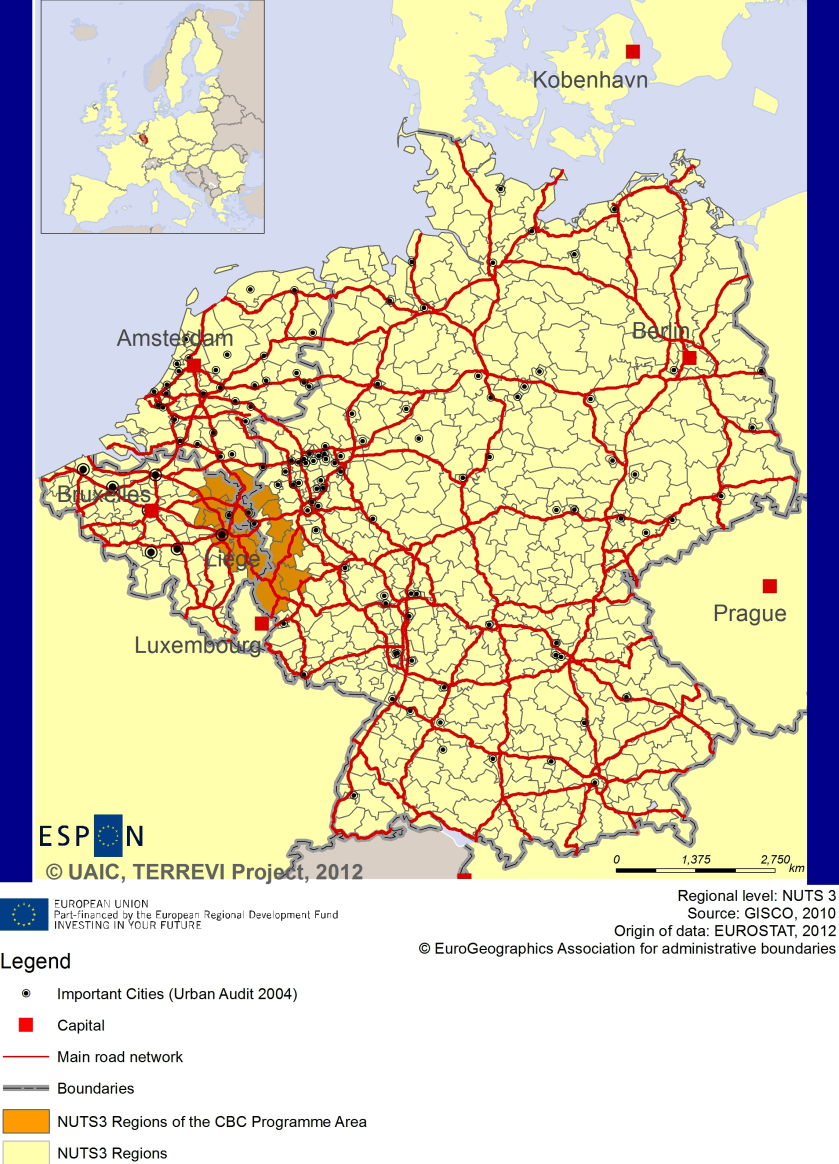 Kobenhavn
Amsterdam
Berlin
Bruxelles
Liege
Prague
Luxembourg
ESPON
© UAIC, TERREVI Project, 2012
0 1,375 2,750
km
EUROPEAN UNION
Part-financed by the European Regional Development Fund
INVESTING IN YOUR FUTURE
Regional level: NUTS 3
Source: GISCO, 2010
Origin of data: EUROSTAT, 2012
© EuroGeographics Association for administrative boundaries
Legend
Important Cities (Urban Audit 2004)
Capital
Main road network
Boundaries
NUTS3 Regions of the CBC Programme Area
NUTS3 Regions